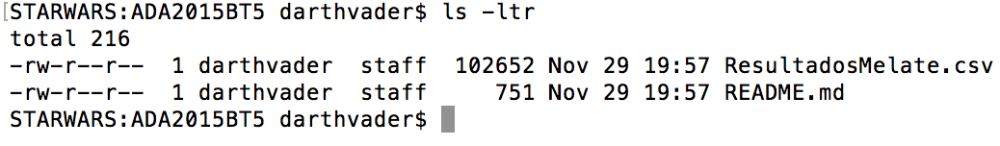 [STARWARS:ADA2015BT5 darthvader$ ls -ltr
total 216
-rw-r--r--  1 darthvader  staff  102652 Nov 29 19:57 ResultadosMelate.csv
-rw-r--r--  1 darthvader  staff     751 Nov 29 19:57 README.md
STARWARS:ADA2015BT5 darthvader$